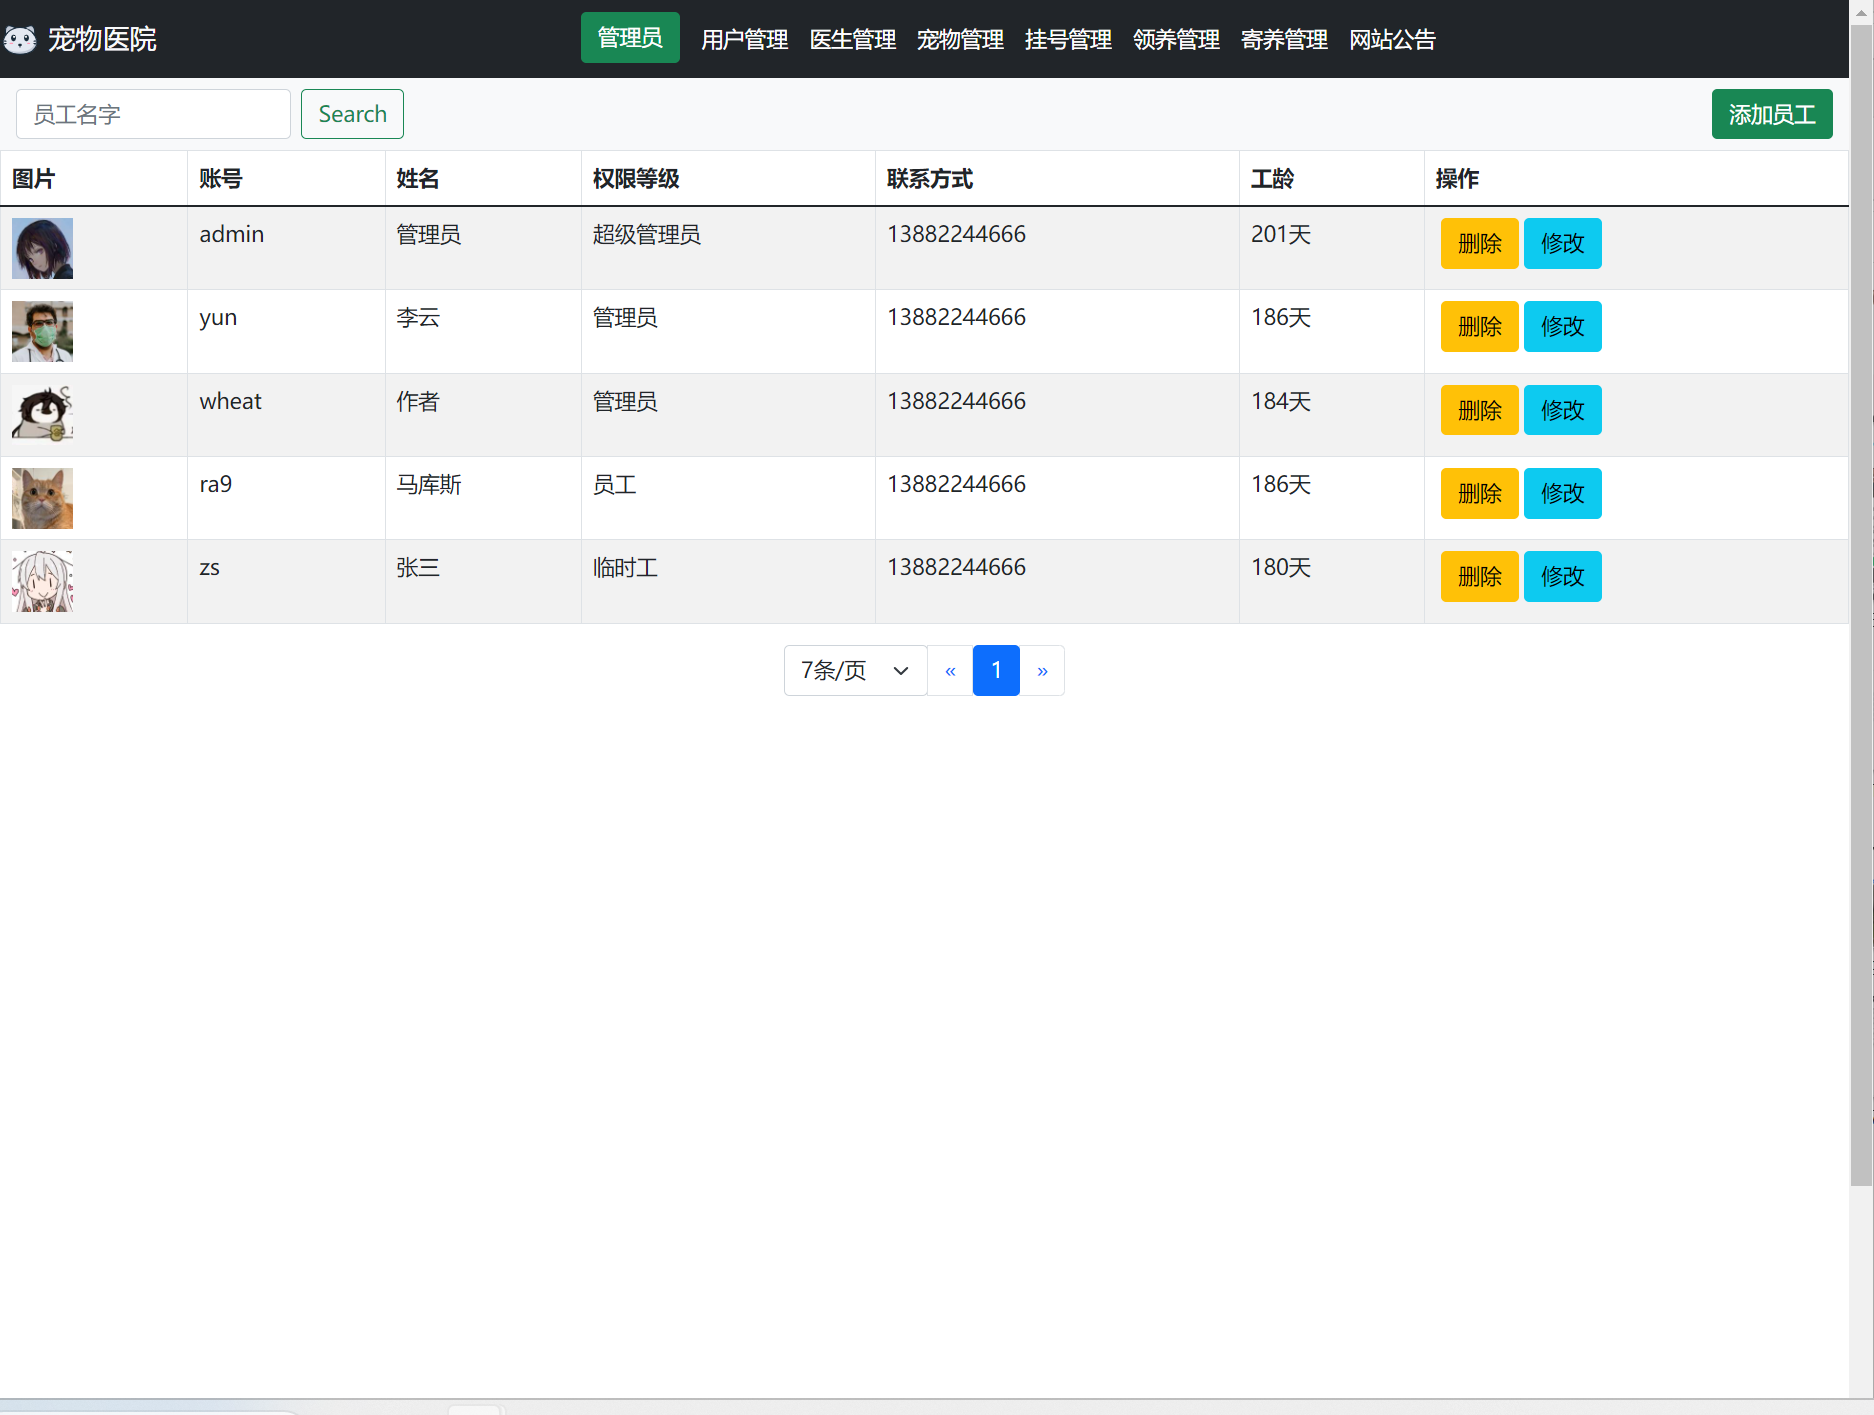 宠物医院 管理员 用户管理 医生管理 宠物管理 挂号管理 领养管理 寄养管理 网站公告
员工名字 Search 添加员工
图片 账号 姓名 权限等级 联系方式 工龄 操作
admin 管理员 超级管理员 13882244666 201天 删除 修改
yun 李云 管理员 13882244666 186天 删除 修改
wheat 作者 管理员 13882244666 184天 删除 修改
ra9 马库斯 员工 13882244666 186天 删除 修改
zs 张三 临时工 13882244666 180天 删除 修改
7条/页 « 1 »